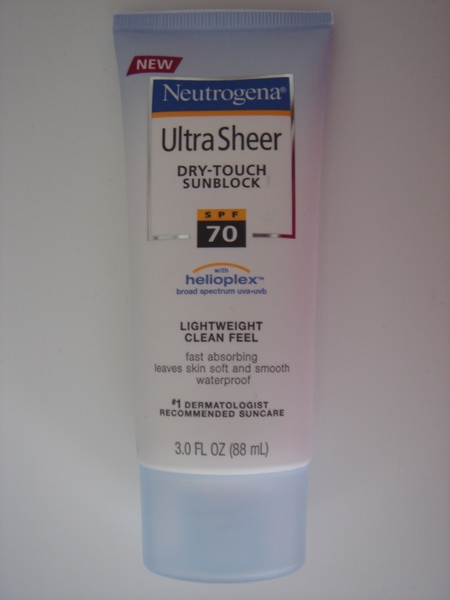 NEW
Neutrogena®
Ultra Sheer
DRY-TOUCH
SUNBLOCK
SPF
70
with
helioplex™
broad spectrum uva-uvb
LIGHTWEIGHT
CLEAN FEEL
fast absorbing
leaves skin soft and smooth
waterproof
#1 DERMATOLOGIST
RECOMMENDED SUNCARE
3.0 FL OZ (88 mL)